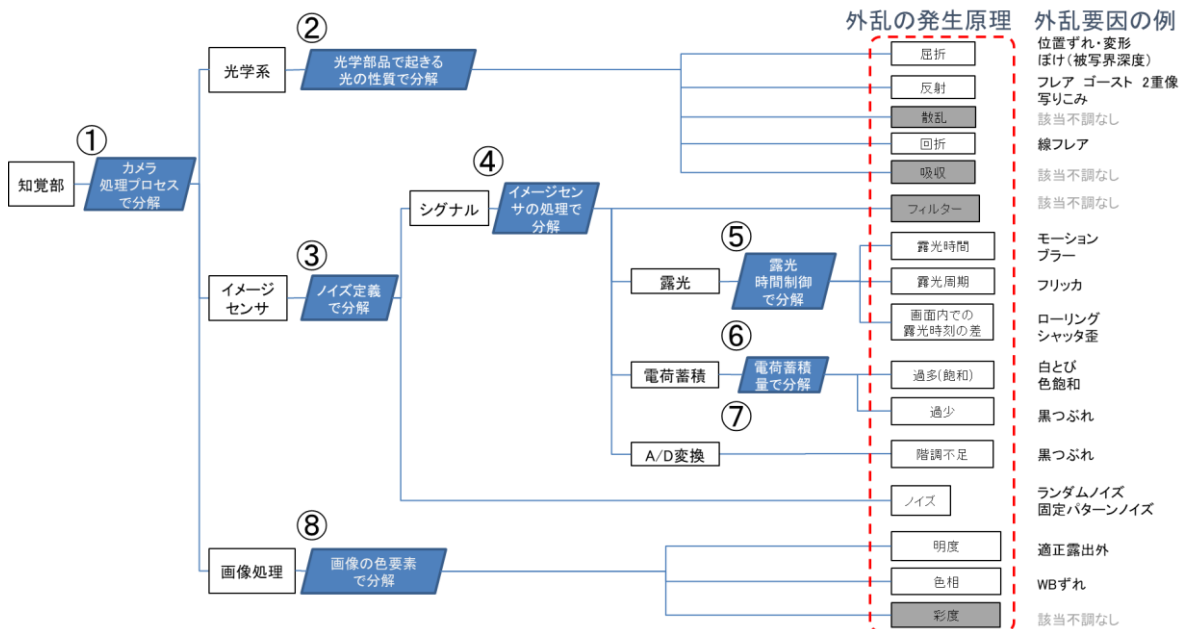 外乱の発生原理
外乱要因の例
②
光学系
光学部品で起きる
光の性質で分解
屈折
位置ずれ・変形
ぼけ(被写界深度)
反射
フレア ゴースト 2重像
写りこみ
散乱
該当不調なし
回折
線フレア
吸収
該当不調なし
①
知覚部
カメラ
処理プロセス
で分解
④
シグナル
イメージセン
サの処理で
分解
フィルター
該当不調なし
③
イメージ
センサ
ノイズ定義
で分解
⑤
露光
露光
時間制御
で分解
露光時間
モーション
ブラー
露光周期
フリッカ
画面内での
露光時刻の差
ローリング
シャッタ歪
⑥
電荷蓄積
電荷蓄積
量で分解
過多(飽和)
白とび
色飽和
過少
黒つぶれ
⑦
A/D変換
階調不足
黒つぶれ
ノイズ
ランダムノイズ
固定パターンノイズ
⑧
画像処理
画像の色要素
で分解
明度
適正露出外
色相
WBずれ
彩度
該当不調なし